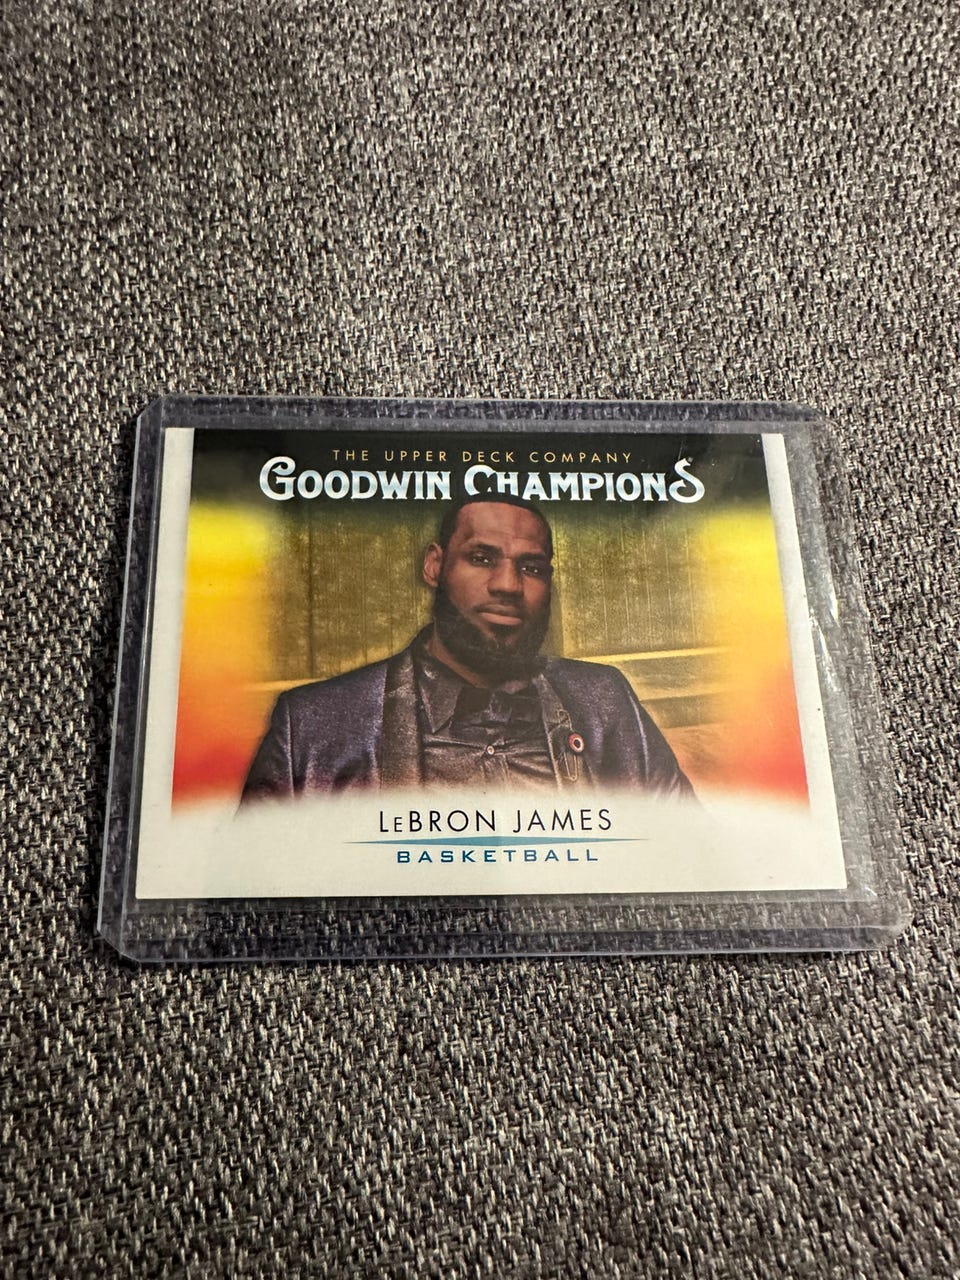 THE UPPER DECK COMPANY
GOODWIN CHAMPIONS
LeBRON JAMES
BASKETBALL